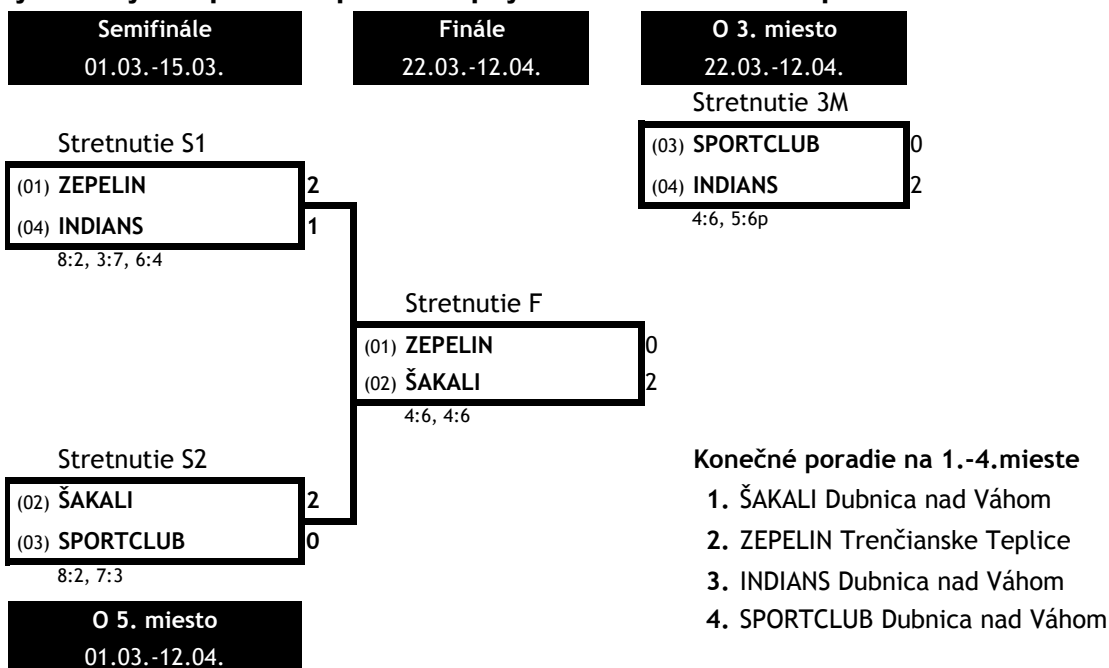 Semifinále
01.03.-15.03.
Finále
22.03.-12.04.
O 3. miesto
22.03.-12.04.
Stretnutie 3M
(03) SPORTCLUB 0
(04) INDIANS 2
4:6, 5:6p
Stretnutie S1
(01) ZEPELIN 2
(04) INDIANS 1
8:2, 3:7, 6:4
Stretnutie F
(01) ZEPELIN 0
(02) ŠAKALI 2
4:6, 4:6
Stretnutie S2
(02) ŠAKALI 2
(03) SPORTCLUB 0
8:2, 7:3
Konečné poradie na 1.-4.mieste
1. ŠAKALI Dubnica nad Váhom
2. ZEPELIN Trenčianske Teplice
3. INDIANS Dubnica nad Váhom
4. SPORTCLUB Dubnica nad Váhom
O 5. miesto
01.03.-12.04.